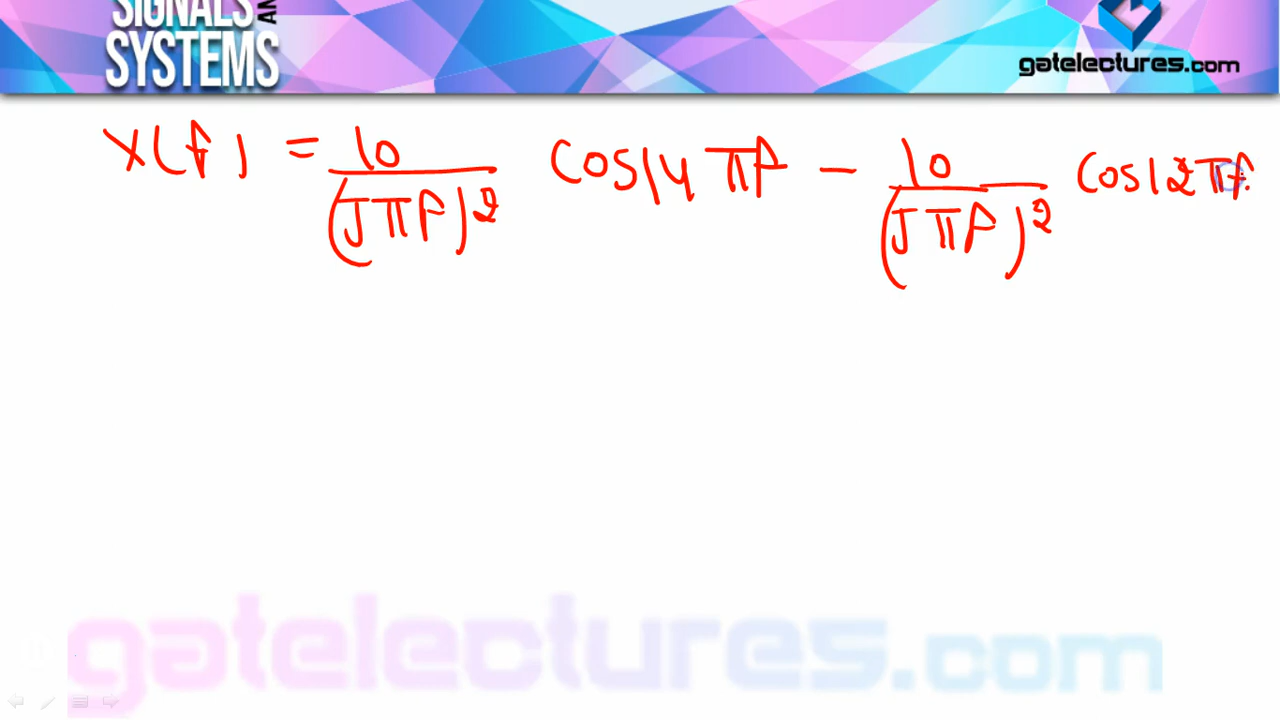 SIGNALS AND
SYSTEMS
gatelectures.com
X(f) = 10/(Jπf)² Cos(4πf - 10/(Jπf)² Cos(2πf
gatelectures.com